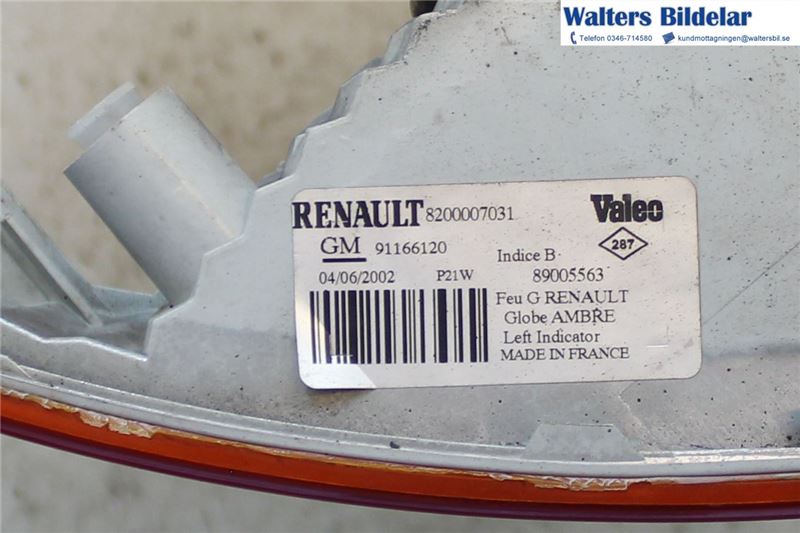 Walters Bildelar
Telefon 0346-714580 kundmottagningen@waltersbil.se
RENAULT 8200007031 Valeo
GM 91166120 Indice B 287
04/06/2002 P21W 89005563
Feu G RENAULT
Globe AMBRE
Left Indicator
MADE IN FRANCE